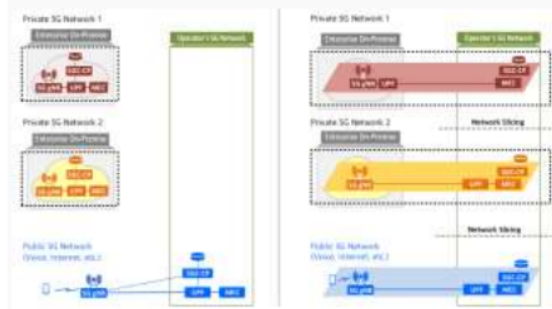 Private 5G Network 1
Enterprise On-Premise
Operator's 5G Network
5GC-CP
5G gNB
UPF
MEC
Private 5G Network 2
Enterprise On-Premise
5GC-CP
5G gNB
UPF
MEC
Public 5G Network
(Voice, Internet, etc.)
5GC-CP
5G gNB
UPF
MEC
Private 5G Network 1
Enterprise On-Premise
Operator's 5G Network
5GC-CP
5G gNB
UPF
MEC
Network Slicing
Private 5G Network 2
Enterprise On-Premise
5GC-CP
5G gNB
UPF
MEC
Network Slicing
Public 5G Network
(Voice, Internet, etc.)
5GC-CP
5G gNB
UPF
MEC